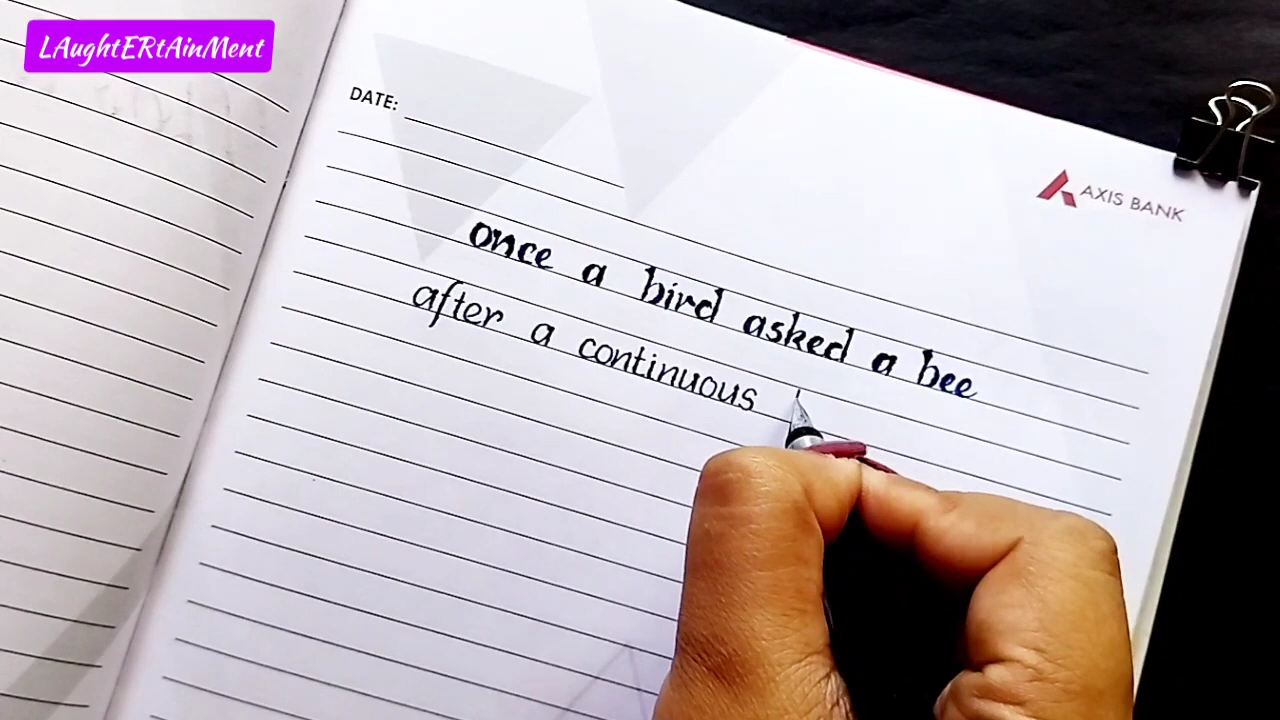 LAughtERtAinMent
DATE:
AXIS BANK
once a bird asked a bee
after a continuous